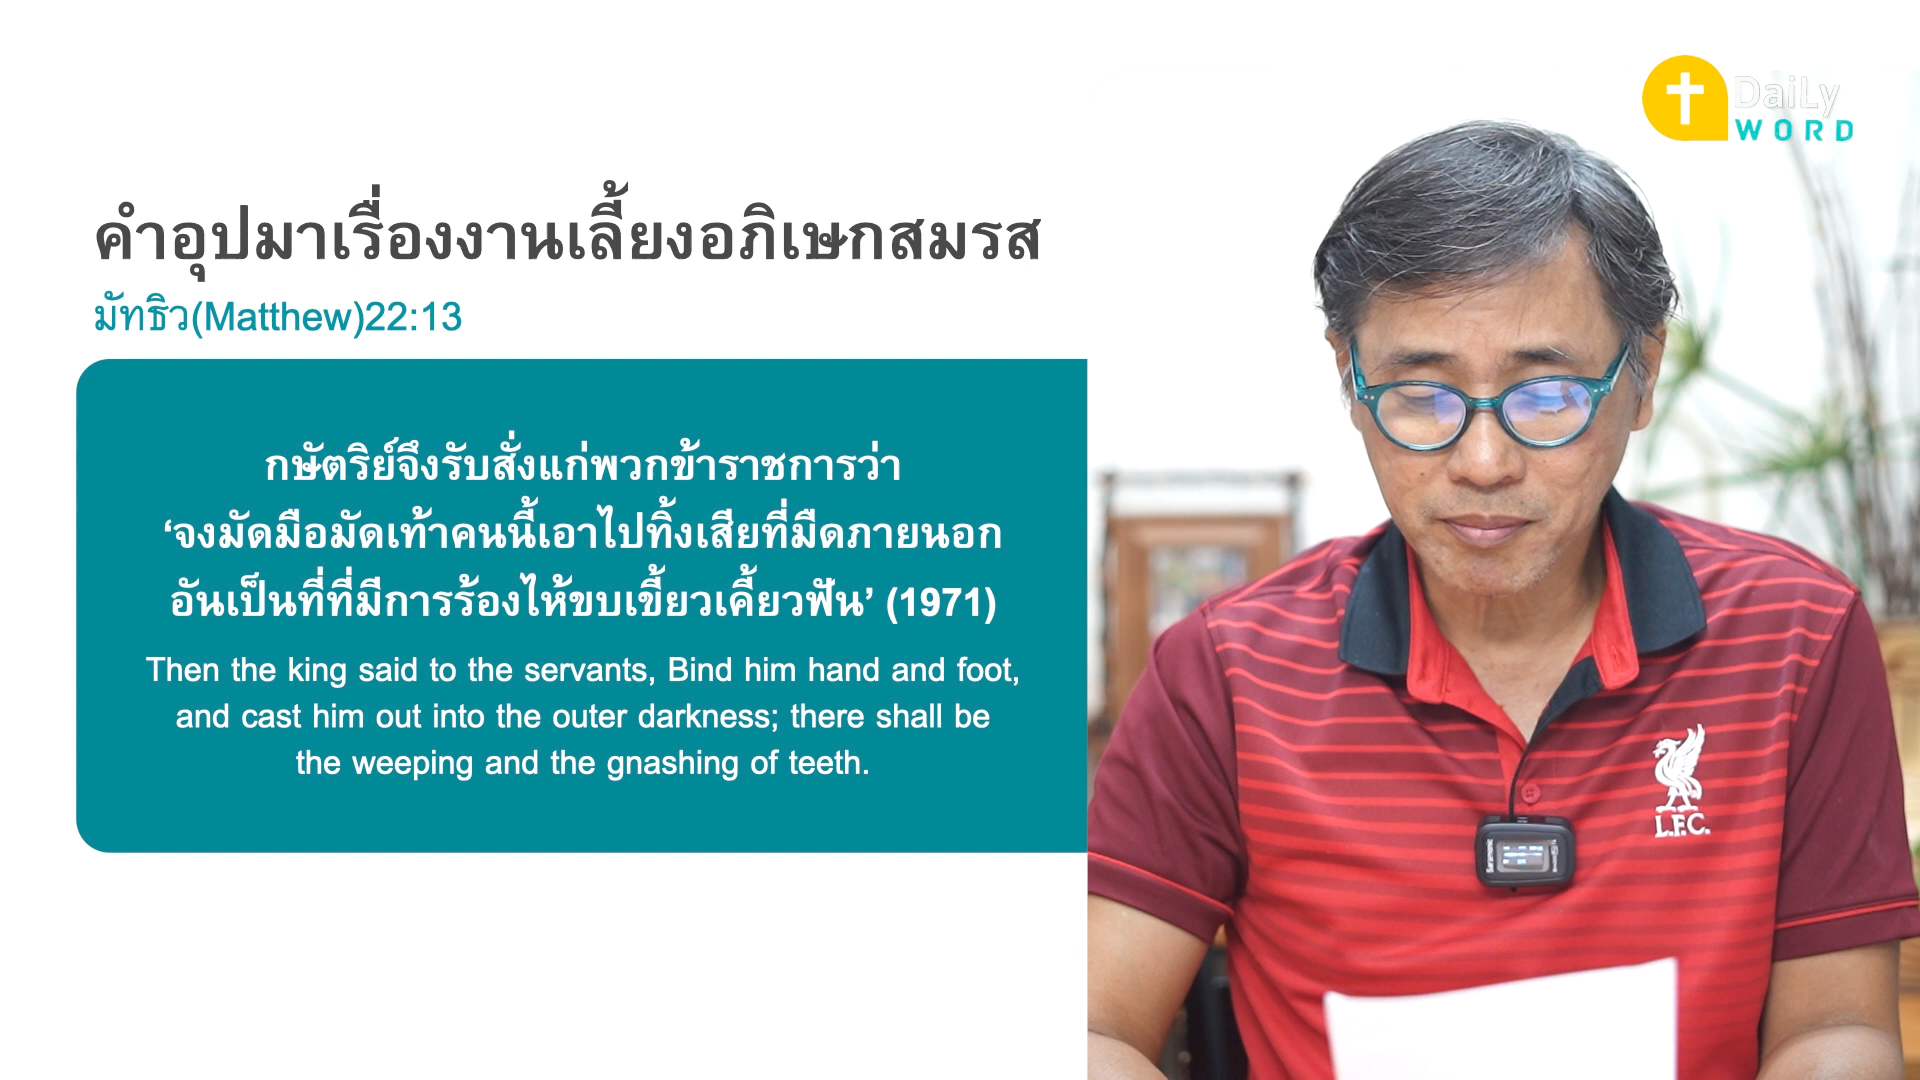 DaiLy
WORD
คำอุปมาเรื่องงานเลี้ยงอภิเษกสมรส
มัทธิว(Matthew)22:13
กษัตริย์จึงรับสั่งแก่พวกข้าราชการว่า
‘จงมัดมือมัดเท้าคนนี้เอาไปทิ้งเสียที่มืดภายนอก
อันเป็นที่ที่มีการร้องไห้ขบเขี้ยวเคี้ยวฟัน’ (1971)
Then the king said to the servants, Bind him hand and foot,
and cast him out into the outer darkness; there shall be
the weeping and the gnashing of teeth.
L.F.C.
Saramonic